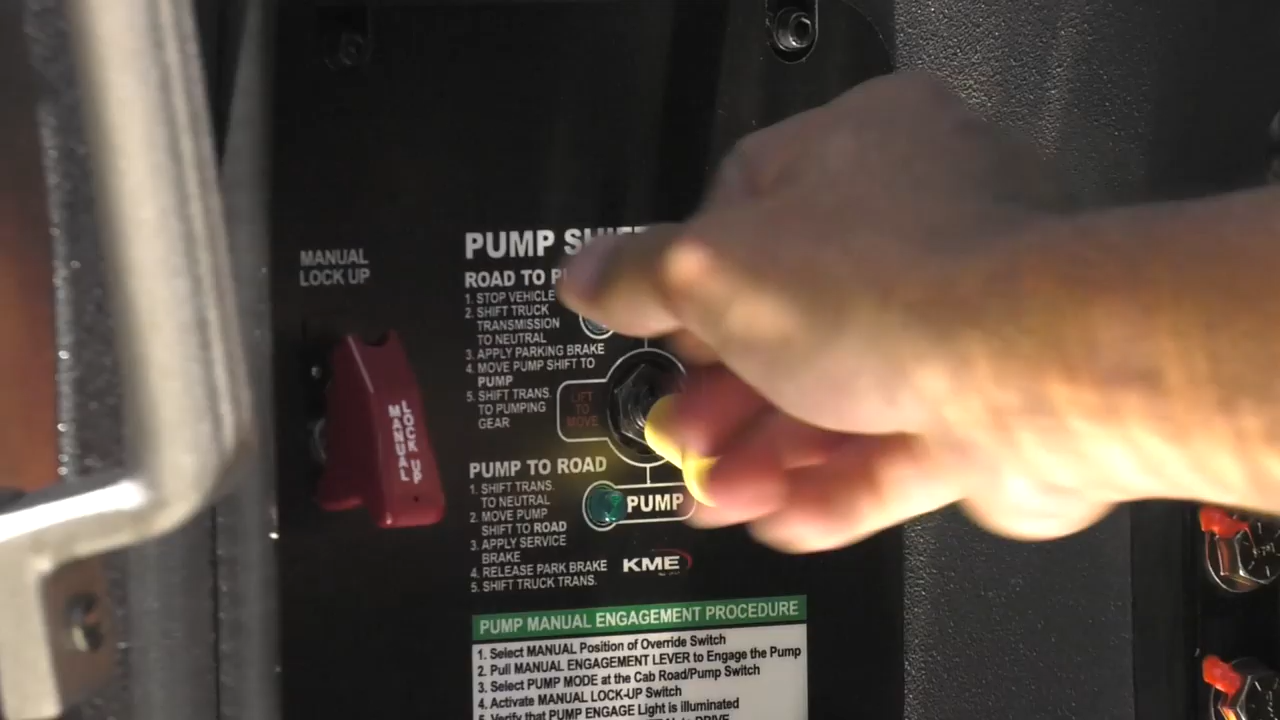 MANUAL
LOCK UP
MANUAL
LOCK UP
PUMP SHIFT
ROAD TO
1. STOP VEHICLE
2. SHIFT TRUCK
TRANSMISSION
TO NEUTRAL
3. APPLY PARKING BRAKE
4. MOVE PUMP SHIFT TO
PUMP
5. SHIFT TRANS.
TO PUMPING
GEAR
LIFT
TO
MOVE
PUMP TO ROAD
1. SHIFT TRANS.
TO NEUTRAL
2. MOVE PUMP
SHIFT TO ROAD
3. APPLY SERVICE
BRAKE
4. RELEASE PARK BRAKE
5. SHIFT TRUCK TRANS.
PUMP
KME
PUMP MANUAL ENGAGEMENT PROCEDURE
1. Select MANUAL Position of Override Switch
2. Pull MANUAL ENGAGEMENT LEVER to Engage the Pump
3. Select PUMP MODE at the Cab Road/Pump Switch
4. Activate MANUAL LOCK-UP Switch
5. Verify that PUMP ENGAGE Light is illuminated
DRIVE